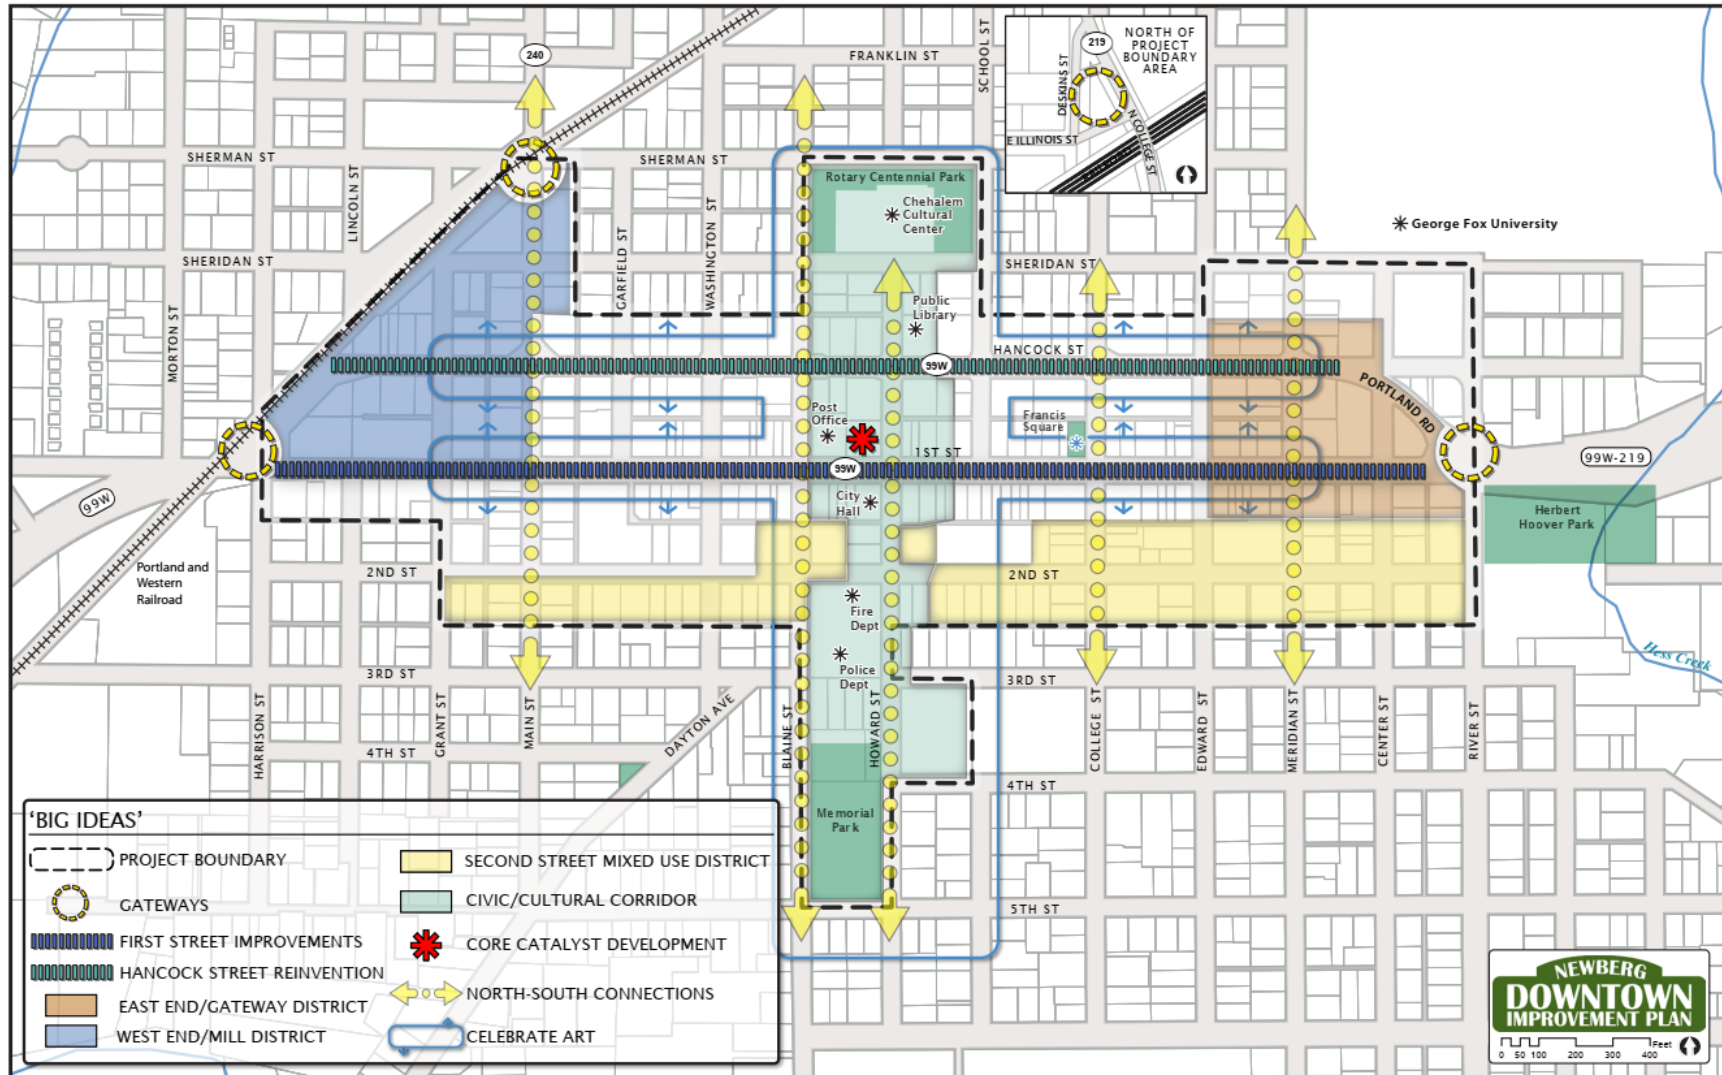 240
FRANKLIN ST
SCHOOL ST
219
NORTH OF
PROJECT
BOUNDARY
AREA
DESKINS ST
E ILLINOIS ST
N COLLEGE ST
SHERMAN ST
SHERMAN ST
LINCOLN ST
Rotary Centennial Park
Chehalem
Cultural
Center
George Fox University
SHERIDAN ST
GARFIELD ST
WASHINGTON ST
SHERIDAN ST
MORTON ST
Public
Library
HANCOCK ST
99W
PORTLAND RD
Post
Office
Francis
Square
1ST ST
99W
99W-219
99W
City
Hall
Herbert
Hoover Park
Portland and
Western
Railroad
2ND ST
2ND ST
Fire
Dept
Police
Dept
Hess Creek
3RD ST
3RD ST
HARRISON ST
GRANT ST
MAIN ST
DAYTON AVE
BLAINE ST
HOWARD ST
COLLEGE ST
EDWARD ST
MERIDIAN ST
CENTER ST
RIVER ST
4TH ST
4TH ST
Memorial
Park
5TH ST
'BIG IDEAS'
PROJECT BOUNDARY
GATEWAYS
FIRST STREET IMPROVEMENTS
HANCOCK STREET REINVENTION
EAST END/GATEWAY DISTRICT
WEST END/MILL DISTRICT
SECOND STREET MIXED USE DISTRICT
CIVIC/CULTURAL CORRIDOR
CORE CATALYST DEVELOPMENT
NORTH-SOUTH CONNECTIONS
CELEBRATE ART
NEWBERG
DOWNTOWN
IMPROVEMENT PLAN
Feet
0 50 100 200 300 400